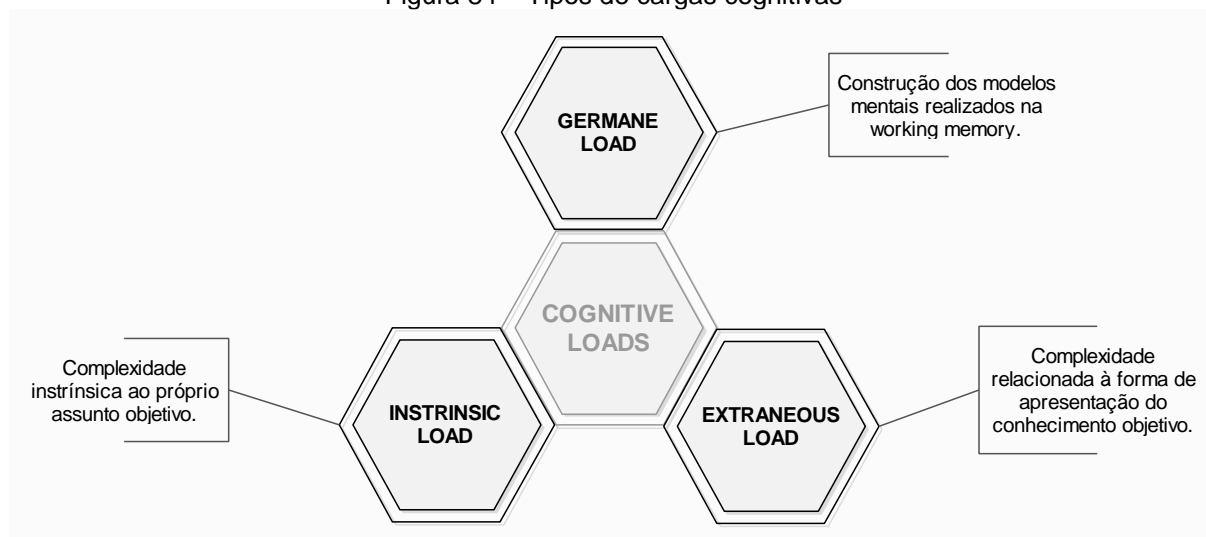 Figura – Tipos de cargas cognitivas
GERMANE
LOAD
Construção dos modelos
mentais realizados na
working memory.
COGNITIVE
LOADS
Complexidade
instrínsica ao próprio
assunto objetivo.
INSTRINSIC
LOAD
EXTRANEOUS
LOAD
Complexidade
relacionada à forma de
apresentação do
conhecimento objetivo.